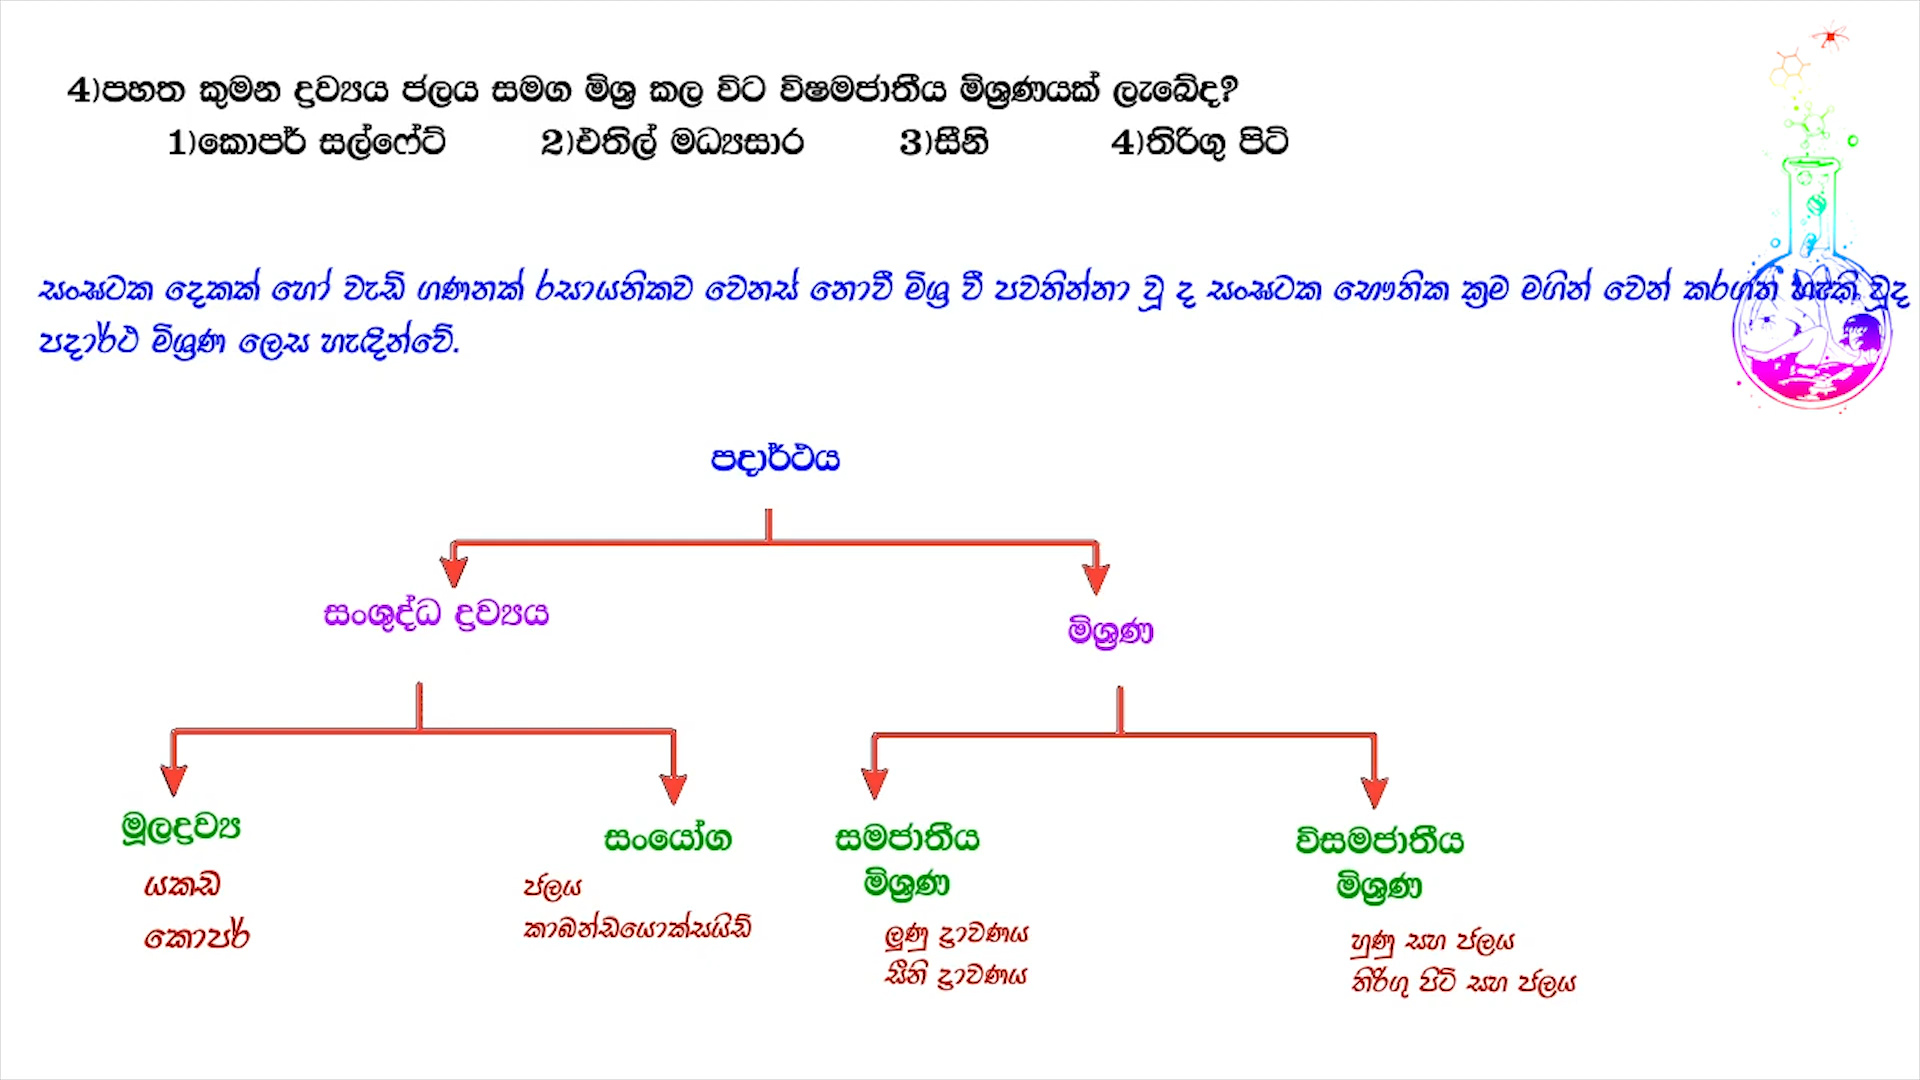 4)පහත කුමන ද්‍රව්‍යය ජලය සමග මිශ්‍ර කල විට විෂමජාතීය මිශ්‍රණයක් ලැබේද?
1)කොපර් සල්ෆේට් 2)එතිල් මධ්‍යසාර 3)සීනි 4)තිරිගු පිටි
සංඝටක දෙකක් හෝ වැඩි ගණනක් රසායනිකව වෙනස් නොවී මිශ්‍ර වී පවතින්නා වූ ද සංඝටක භෞතික ක්‍රම මගින් වෙන් කරගත හැකි වූද
පදාර්ථ මිශ්‍රණ ලෙස හැඳින්වේ.
පදාර්ථය
සංශුද්ධ ද්‍රව්‍යය
මිශ්‍රණ
මූලද්‍රව්‍ය
යකඩ
කොපර්
සංයෝග
ජලය
කාබන්ඩයොක්සයිඩ්
සමජාතීය
මිශ්‍රණ
ලුණු ද්‍රාවණය
සීනි ද්‍රාවණය
විසමජාතීය
මිශ්‍රණ
හුණු සහ ජලය
තිරිගු පිටි සහ ජලය